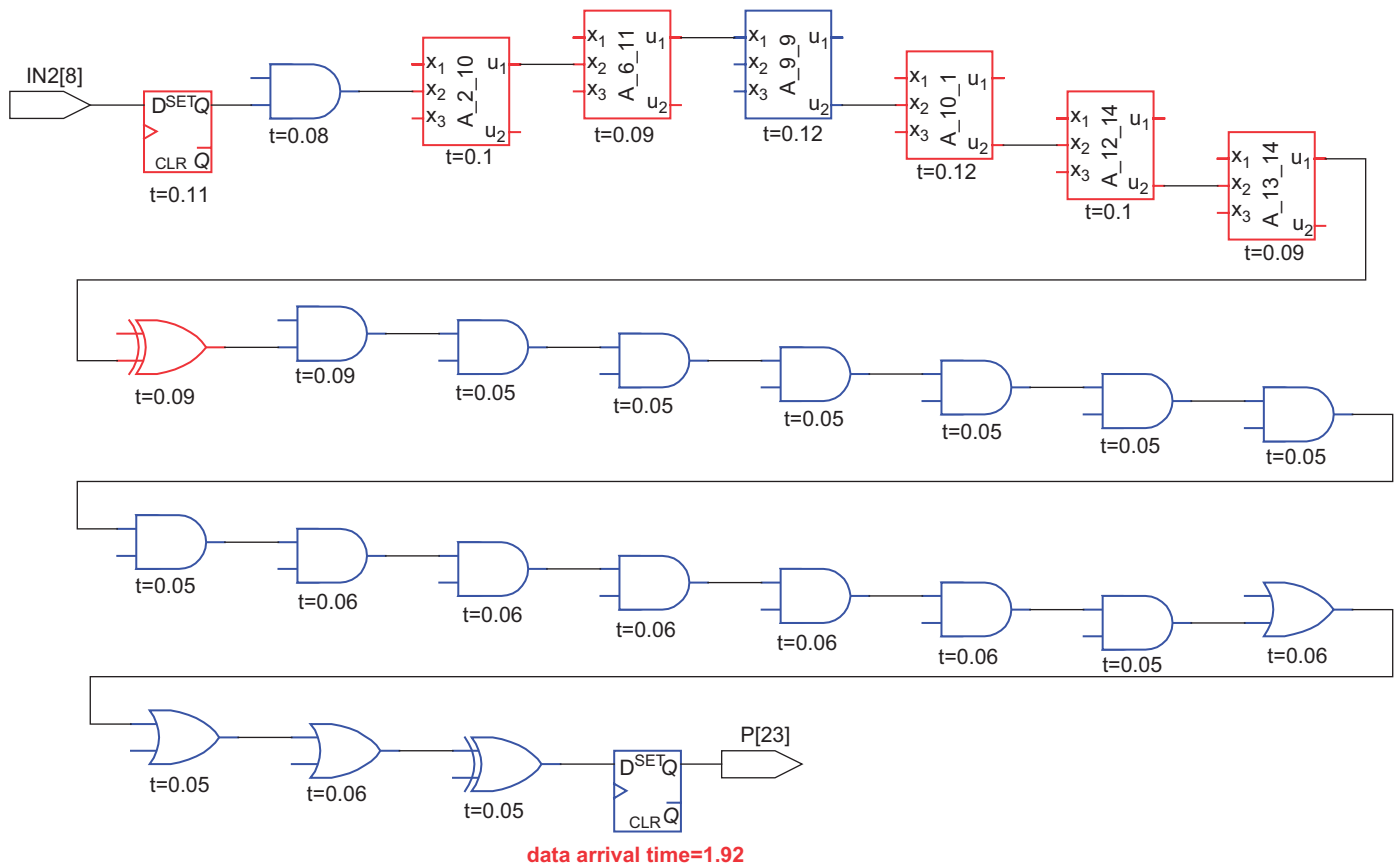 IN2[8]
D SET Q
CLR Q
t=0.11
t=0.08
x1 u1
x2
x3
u2
A_2_10
t=0.1
x1 u1
x2
x3
u2
A_6_11
t=0.09
x1 u1
x2
x3
u2
A_9_9
t=0.12
x1 u1
x2
x3
u2
A_10_1
t=0.12
x1 u1
x2
x3
u2
A_12_14
t=0.1
x1 u1
x2
x3
u2
A_13_14
t=0.09
t=0.09
t=0.09
t=0.05
t=0.05
t=0.05
t=0.05
t=0.05
t=0.05
t=0.05
t=0.06
t=0.06
t=0.06
t=0.06
t=0.06
t=0.05
t=0.06
t=0.05
t=0.06
t=0.05
D SET Q
CLR Q
P[23]
data arrival time=1.92